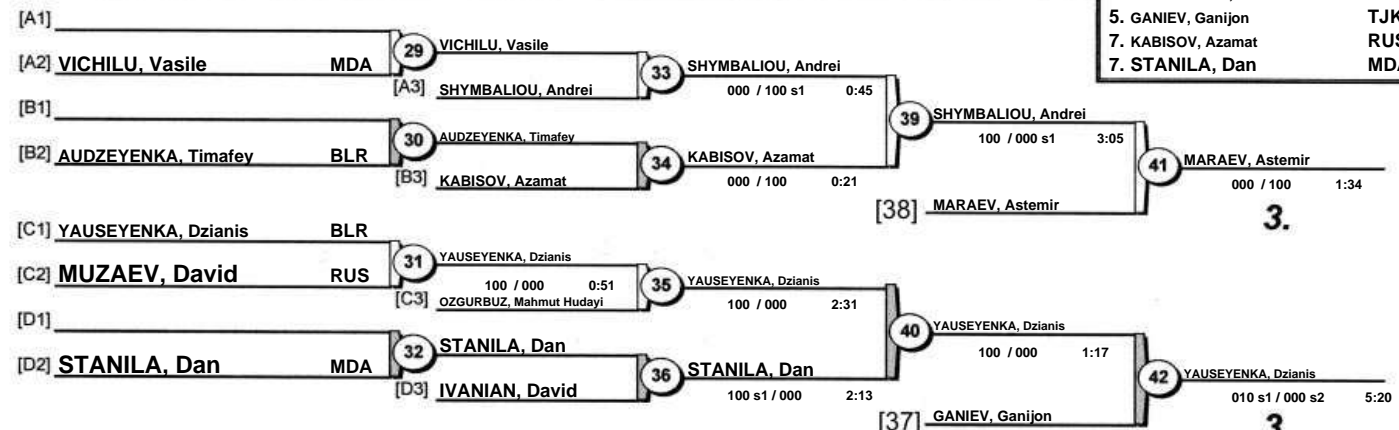 5. GANIEV, Ganijon TJK
7. KABISOV, Azamat RUS
7. STANILA, Dan MDA
[A1]
[A2] VICHILU, Vasile MDA
29
VICHILU, Vasile
[A3] SHYMBALIOU, Andrei
33
SHYMBALIOU, Andrei
000 / 100 s1 0:45
[B1]
[B2] AUDZEYENKA, Timafey BLR
30
AUDZEYENKA, Timafey
[B3] KABISOV, Azamat
34
KABISOV, Azamat
000 / 100 0:21
39
SHYMBALIOU, Andrei
100 / 000 s1 3:05
[38] MARAEV, Astemir
41
MARAEV, Astemir
000 / 100 1:34
3.
[C1] YAUSEYENKA, Dzianis BLR
[C2] MUZAEV, David RUS
31
YAUSEYENKA, Dzianis
100 / 000 0:51
[C3] OZGURBUZ, Mahmut Hudayi
35
YAUSEYENKA, Dzianis
100 / 000 2:31
[D1]
[D2] STANILA, Dan MDA
32
STANILA, Dan
[D3] IVANIAN, David
36
STANILA, Dan
100 s1 / 000 2:13
40
YAUSEYENKA, Dzianis
100 / 000 1:17
[37] GANIEV, Ganijon
42
YAUSEYENKA, Dzianis
010 s1 / 000 s2 5:20
3